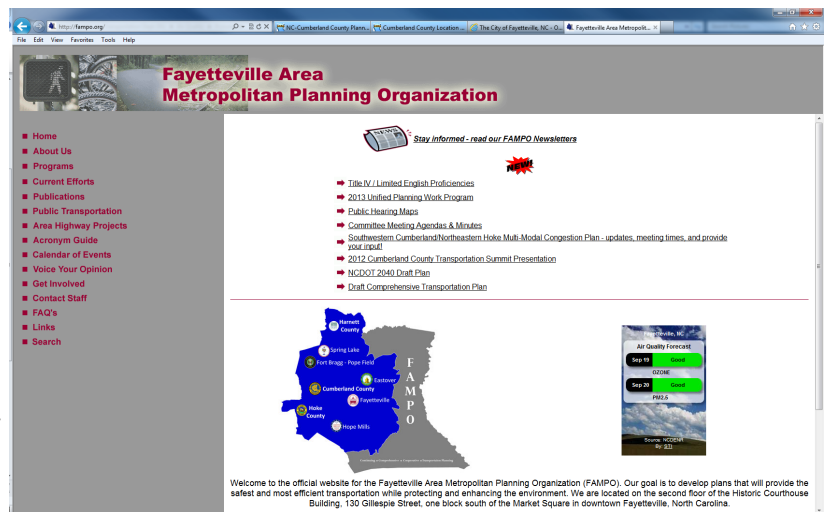 http://fampo.org/
NC-Cumberland County Plann...
Cumberland County Location ...
The City of Fayetteville, NC - O...
Fayetteville Area Metropolit...
File Edit View Favorites Tools Help
Fayetteville Area
Metropolitan Planning Organization
Home
About Us
Programs
Current Efforts
Publications
Public Transportation
Area Highway Projects
Acronym Guide
Calendar of Events
Voice Your Opinion
Get Involved
Contact Staff
FAQ's
Links
Search
NEWS
Stay informed - read our FAMPO Newsletters
NEW!
Title IV / Limited English Proficiencies
2013 Unified Planning Work Program
Public Hearing Maps
Committee Meeting Agendas & Minutes
Southwestern Cumberland/Northeastern Hoke Multi-Modal Congestion Plan - updates, meeting times, and provide
your input!
2012 Cumberland County Transportation Summit Presentation
NCDOT 2040 Draft Plan
Draft Comprehensive Transportation Plan
Harnett
County
Spring Lake
Fort Bragg - Pope Field
Eastover
Cumberland County
Fayetteville
Hoke
County
Hope Mills
FAMPO
Fayetteville, NC
Air Quality Forecast
Sep 19 Good
OZONE
Sep 20 Good
PM2.5
Source: NCDENR
By: STI
Welcome to the official website for the Fayetteville Area Metropolitan Planning Organization (FAMPO). Our goal is to develop plans that will provide the
safest and most efficient transportation while protecting and enhancing the environment. We are located on the second floor of the Historic Courthouse
Building, 130 Gillespie Street, one block south of the Market Square in downtown Fayetteville, North Carolina.